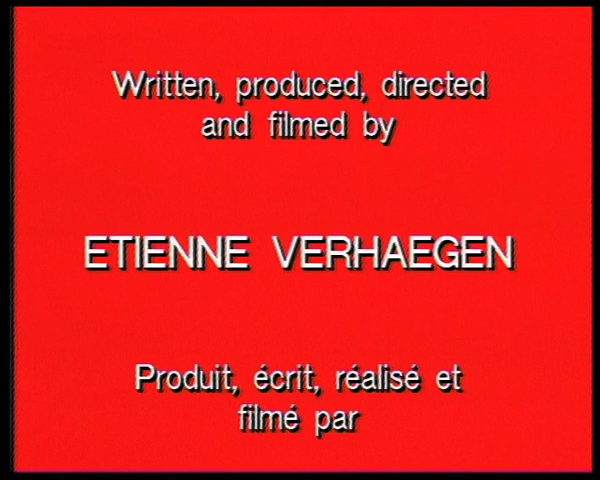 Written, produced, directed
and filmed by
ETIENNE VERHAEGEN
Produit, écrit, réalisé et
filmé par